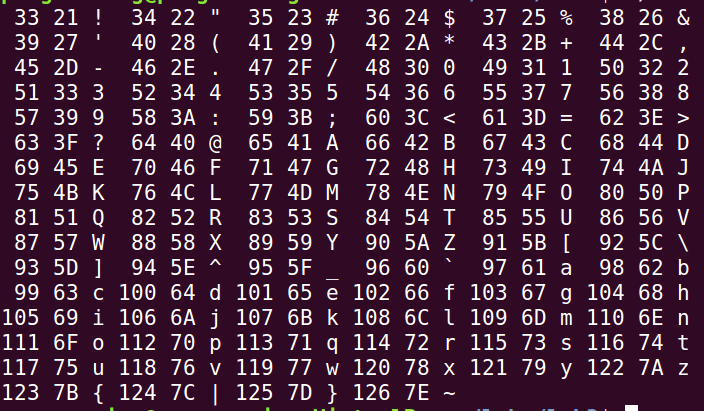 33 21 ! 34 22 " 35 23 # 36 24 $ 37 25 % 38 26 &
39 27 ' 40 28 ( 41 29 ) 42 2A * 43 2B + 44 2C ,
45 2D - 46 2E . 47 2F / 48 30 0 49 31 1 50 32 2
51 33 3 52 34 4 53 35 5 54 36 6 55 37 7 56 38 8
57 39 9 58 3A : 59 3B ; 60 3C < 61 3D = 62 3E >
63 3F ? 64 40 @ 65 41 A 66 42 B 67 43 C 68 44 D
69 45 E 70 46 F 71 47 G 72 48 H 73 49 I 74 4A J
75 4B K 76 4C L 77 4D M 78 4E N 79 4F O 80 50 P
81 51 Q 82 52 R 83 53 S 84 54 T 85 55 U 86 56 V
87 57 W 88 58 X 89 59 Y 90 5A Z 91 5B [ 92 5C \
93 5D ] 94 5E ^ 95 5F _ 96 60 ` 97 61 a 98 62 b
99 63 c 100 64 d 101 65 e 102 66 f 103 67 g 104 68 h
105 69 i 106 6A j 107 6B k 108 6C l 109 6D m 110 6E n
111 6F o 112 70 p 113 71 q 114 72 r 115 73 s 116 74 t
117 75 u 118 76 v 119 77 w 120 78 x 121 79 y 122 7A z
123 7B { 124 7C | 125 7D } 126 7E ~